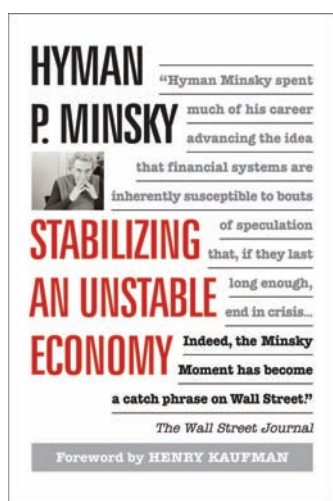 HYMAN
P. MINSKY
“Hyman Minsky spent
much of his career
advancing the idea
that financial systems are
inherently susceptible to bouts
of speculation
that, if they last
long enough,
end in crisis...
Indeed, the Minsky
Moment has become
a catch phrase on Wall Street.”
The Wall Street Journal
STABILIZING
AN UNSTABLE
ECONOMY
Foreword by HENRY KAUFMAN